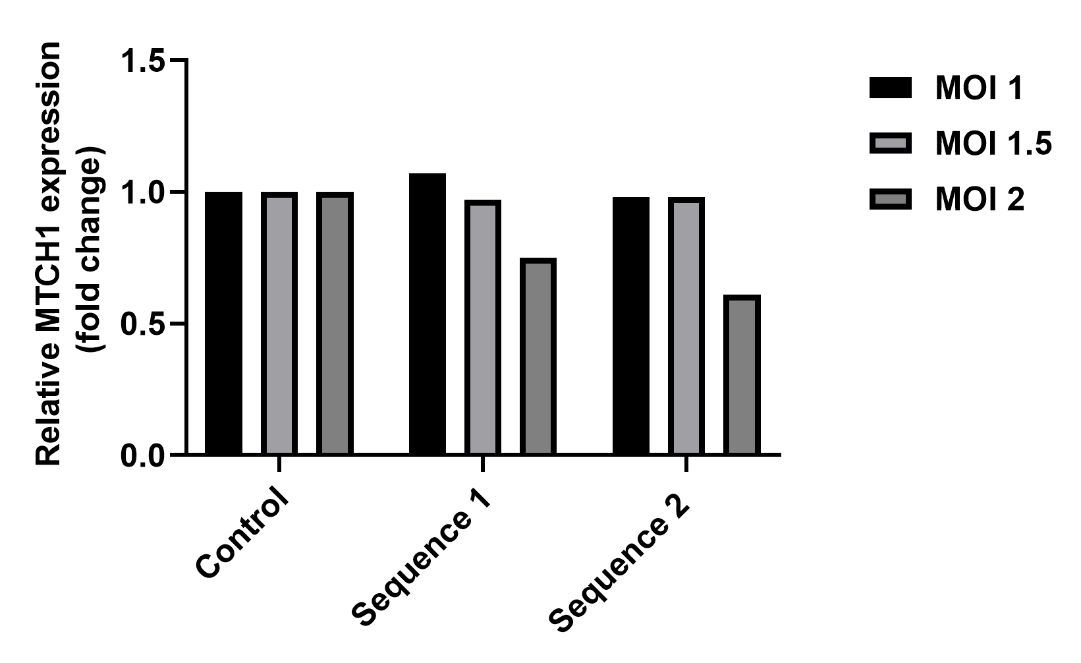 Relative MTCH1 expression
(fold change)
1.5
1.0
0.5
0.0
Control
Sequence 1
Sequence 2
MOI 1
MOI 1.5
MOI 2